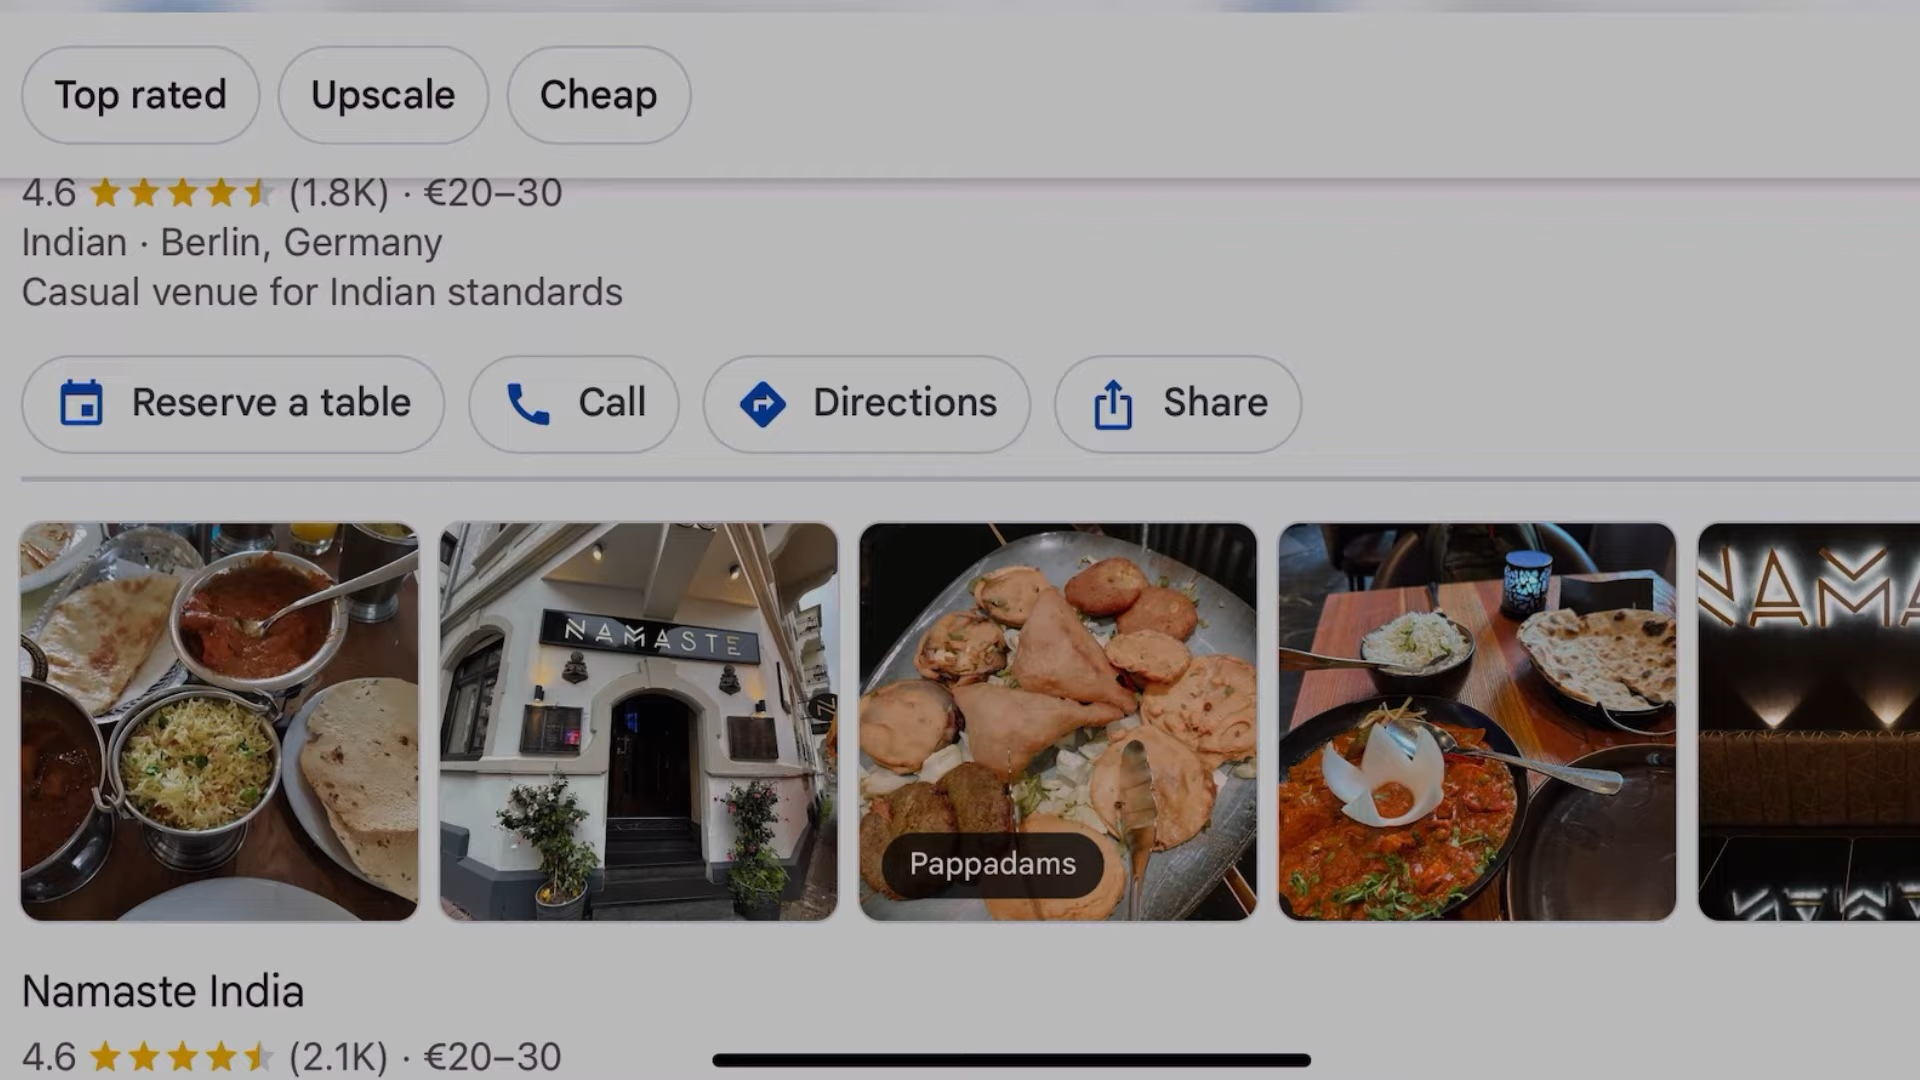 Top rated Upscale Cheap
4.6 (1.8K) · €20–30
Indian · Berlin, Germany
Casual venue for Indian standards
Reserve a table Call Directions Share
NAMASTE
NAMA
Pappadams
Namaste India
4.6 (2.1K) · €20–30